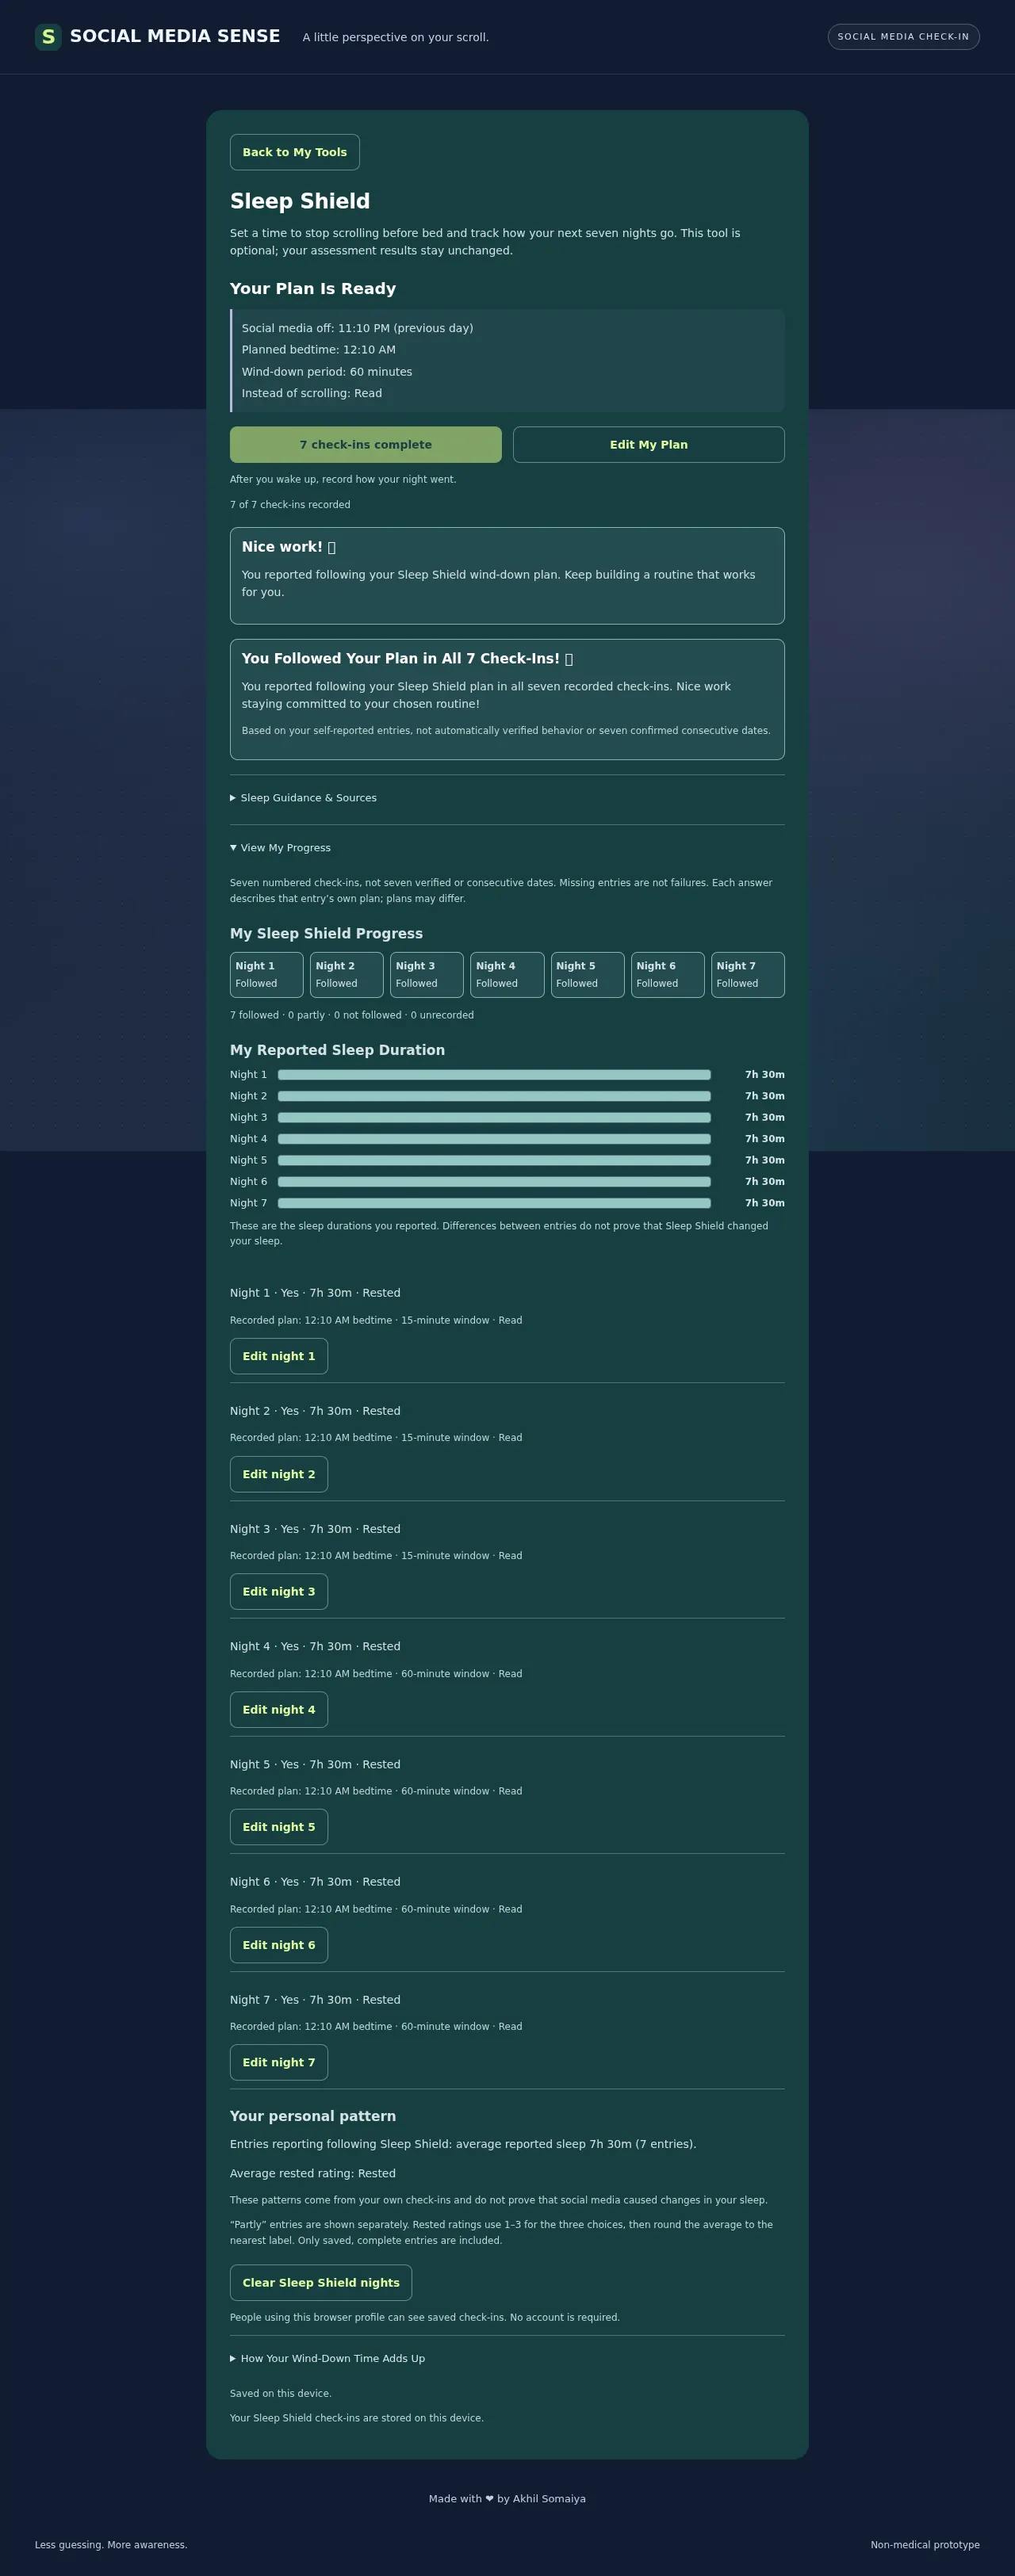 S SOCIAL MEDIA SENSE A little perspective on your scroll. SOCIAL MEDIA CHECK-IN
Back to My Tools
Sleep Shield
Set a time to stop scrolling before bed and track how your next seven nights go. This tool is
optional; your assessment results stay unchanged.
Your Plan Is Ready
Social media off: 11:10 PM (previous day)
Planned bedtime: 12:10 AM
Wind-down period: 60 minutes
Instead of scrolling: Read
7 check-ins complete Edit My Plan
After you wake up, record how your night went.
7 of 7 check-ins recorded
Nice work!
You reported following your Sleep Shield wind-down plan. Keep building a routine that works
for you.
You Followed Your Plan in All 7 Check-Ins!
You reported following your Sleep Shield plan in all seven recorded check-ins. Nice work
staying committed to your chosen routine!
Based on your self-reported entries, not automatically verified behavior or seven confirmed consecutive dates.
▶ Sleep Guidance & Sources
▼ View My Progress
Seven numbered check-ins, not seven verified or consecutive dates. Missing entries are not failures. Each answer
describes that entry’s own plan; plans may differ.
My Sleep Shield Progress
Night 1 Night 2 Night 3 Night 4 Night 5 Night 6 Night 7
Followed Followed Followed Followed Followed Followed Followed
7 followed · 0 partly · 0 not followed · 0 unrecorded
My Reported Sleep Duration
Night 1 7h 30m
Night 2 7h 30m
Night 3 7h 30m
Night 4 7h 30m
Night 5 7h 30m
Night 6 7h 30m
Night 7 7h 30m
These are the sleep durations you reported. Differences between entries do not prove that Sleep Shield changed
your sleep.
Night 1 · Yes · 7h 30m · Rested
Recorded plan: 12:10 AM bedtime · 15-minute window · Read
Edit night 1
Night 2 · Yes · 7h 30m · Rested
Recorded plan: 12:10 AM bedtime · 15-minute window · Read
Edit night 2
Night 3 · Yes · 7h 30m · Rested
Recorded plan: 12:10 AM bedtime · 15-minute window · Read
Edit night 3
Night 4 · Yes · 7h 30m · Rested
Recorded plan: 12:10 AM bedtime · 60-minute window · Read
Edit night 4
Night 5 · Yes · 7h 30m · Rested
Recorded plan: 12:10 AM bedtime · 60-minute window · Read
Edit night 5
Night 6 · Yes · 7h 30m · Rested
Recorded plan: 12:10 AM bedtime · 60-minute window · Read
Edit night 6
Night 7 · Yes · 7h 30m · Rested
Recorded plan: 12:10 AM bedtime · 60-minute window · Read
Edit night 7
Your personal pattern
Entries reporting following Sleep Shield: average reported sleep 7h 30m (7 entries).
Average rested rating: Rested
These patterns come from your own check-ins and do not prove that social media caused changes in your sleep.
“Partly” entries are shown separately. Rested ratings use 1–3 for the three choices, then round the average to the
nearest label. Only saved, complete entries are included.
Clear Sleep Shield nights
People using this browser profile can see saved check-ins. No account is required.
▶ How Your Wind-Down Time Adds Up
Saved on this device.
Your Sleep Shield check-ins are stored on this device.
Made with ❤ by Akhil Somaiya
Less guessing. More awareness. Non-medical prototype